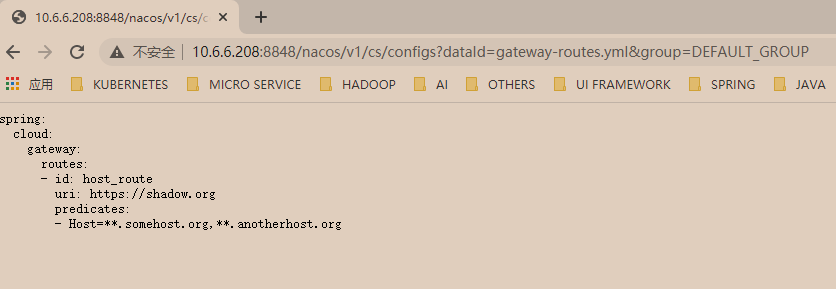 10.6.6.208:8848/nacos/v1/cs/c
不安全 10.6.6.208:8848/nacos/v1/cs/configs?dataId=gateway-routes.yml&group=DEFAULT_GROUP
应用 KUBERNETES MICRO SERVICE HADOOP AI OTHERS UI FRAMEWORK SPRING JAVA
spring:
  cloud:
    gateway:
      routes:
      - id: host_route
        uri: https://shadow.org
        predicates:
        - Host=**.somehost.org,**.anotherhost.org